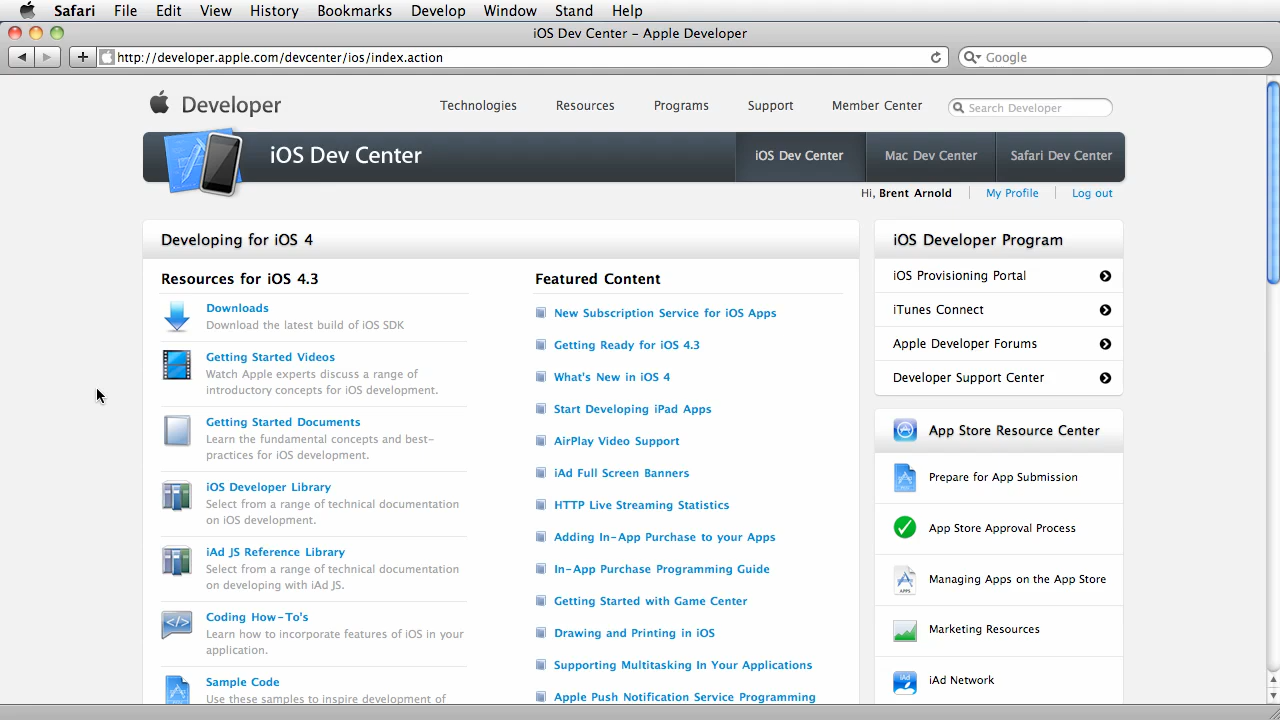 Safari File Edit View History Bookmarks Develop Window Stand Help
iOS Dev Center – Apple Developer
http://developer.apple.com/devcenter/ios/index.action
Google
Developer
Technologies Resources Programs Support Member Center
Search Developer
iOS Dev Center
iOS Dev Center Mac Dev Center Safari Dev Center
Hi, Brent Arnold My Profile Log out
Developing for iOS 4
Resources for iOS 4.3
Downloads
Download the latest build of iOS SDK
Getting Started Videos
Watch Apple experts discuss a range of
introductory concepts for iOS development.
Getting Started Documents
Learn the fundamental concepts and best-
practices for iOS development.
iOS Developer Library
Select from a range of technical documentation
on iOS development.
iAd JS Reference Library
Select from a range of technical documentation
on developing with iAd JS.
Coding How-To's
Learn how to incorporate features of iOS in your
application.
Sample Code
Use these samples to inspire development of
Featured Content
New Subscription Service for iOS Apps
Getting Ready for iOS 4.3
What's New in iOS 4
Start Developing iPad Apps
AirPlay Video Support
iAd Full Screen Banners
HTTP Live Streaming Statistics
Adding In-App Purchase to your Apps
In-App Purchase Programming Guide
Getting Started with Game Center
Drawing and Printing in iOS
Supporting Multitasking In Your Applications
Apple Push Notification Service Programming
iOS Developer Program
iOS Provisioning Portal
iTunes Connect
Apple Developer Forums
Developer Support Center
App Store Resource Center
Prepare for App Submission
App Store Approval Process
Managing Apps on the App Store
Marketing Resources
iAd Network